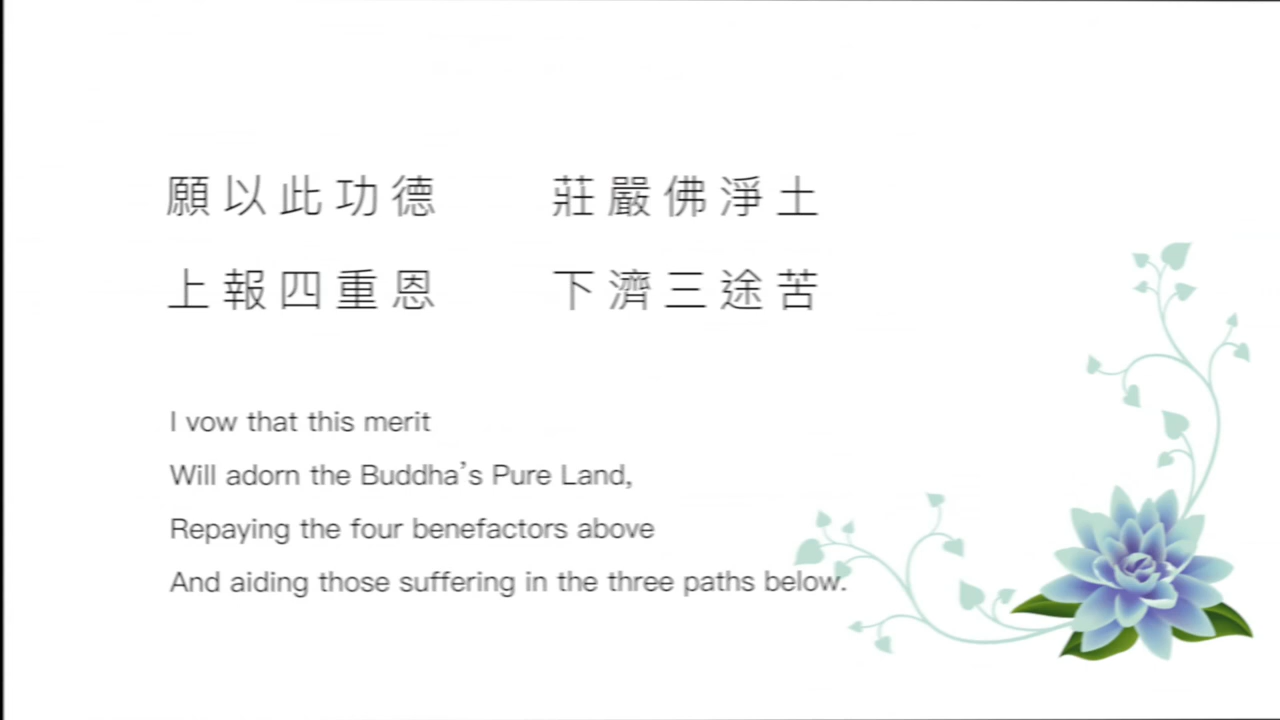 願以此功德　　莊嚴佛淨土
上報四重恩　　下濟三途苦
I vow that this merit
Will adorn the Buddha’s Pure Land,
Repaying the four benefactors above
And aiding those suffering in the three paths below.